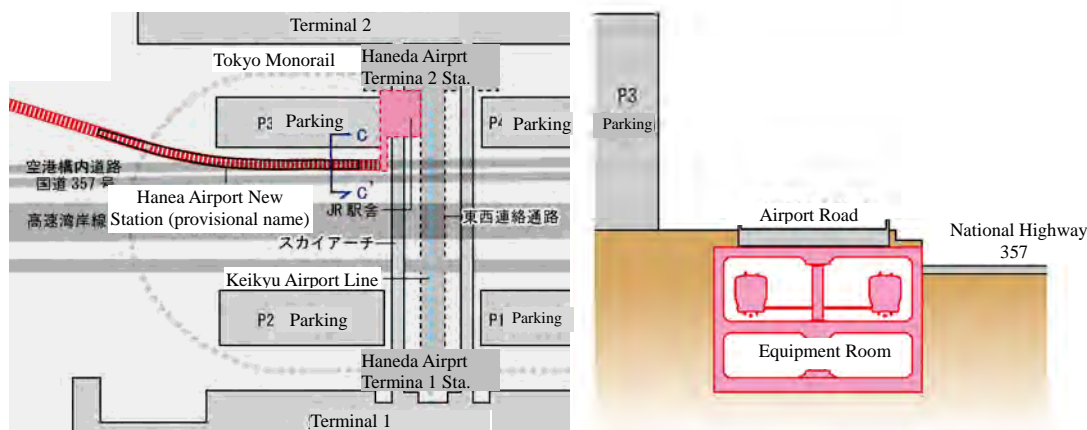 Terminal 2
Tokyo Monorail
Haneda Airprt
Termina 2 Sta.
P3 Parking
P4 Parking
C
C'
空港構内道路
国道 357 号
Hanea Airport New
Station (provisional name)
高速湾岸線
JR 駅舎
東西連絡通路
スカイアーチ
Keikyu Airport Line
P2 Parking
P1 Parking
Haneda Airprt
Termina 1 Sta.
Terminal 1
P3
Parking
Airport Road
National Highway
357
Equipment Room